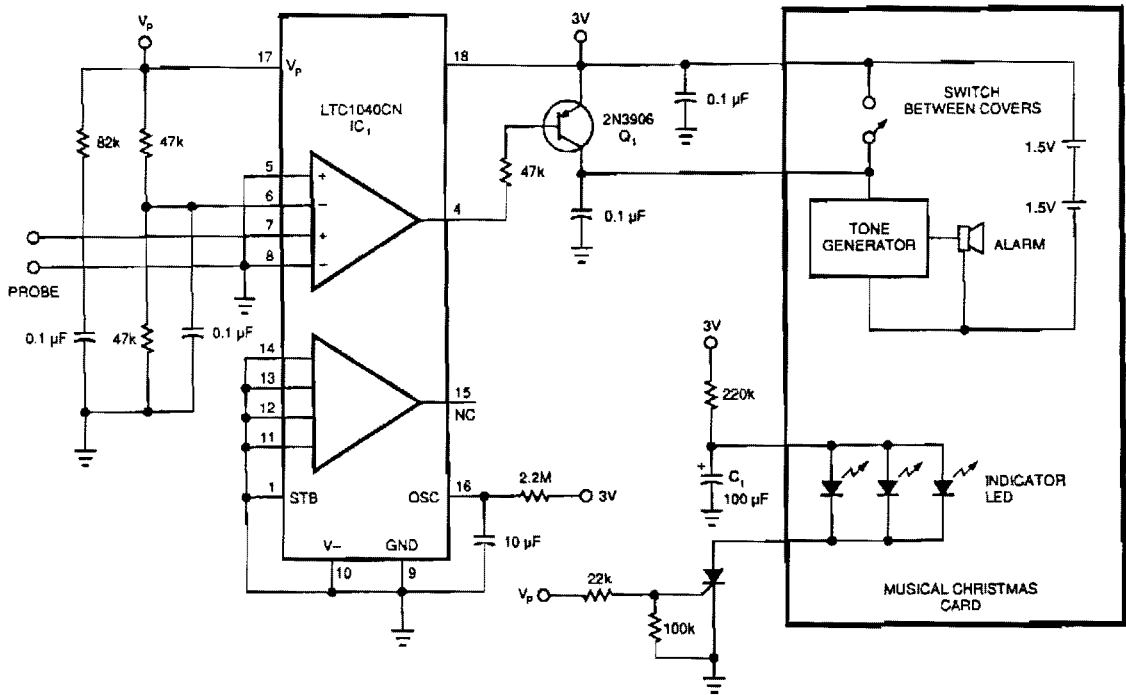 Vp
3V
17
Vp
18
LTC1040CN
IC1
82k
47k
0.1 µF
2N3906
Q1
SWITCH
BETWEEN COVERS
1.5V
5
+
6
–
47k
4
7
+
8
–
1.5V
0.1 µF
TONE
GENERATOR
ALARM
PROBE
0.1 µF
47k
0.1 µF
14
13
12
11
15
NC
3V
220k
1
STB
OSC
16
2.2M
3V
+
C1
100 µF
INDICATOR
LED
10 µF
V–
GND
10
9
Vp
22k
100k
MUSICAL CHRISTMAS
CARD